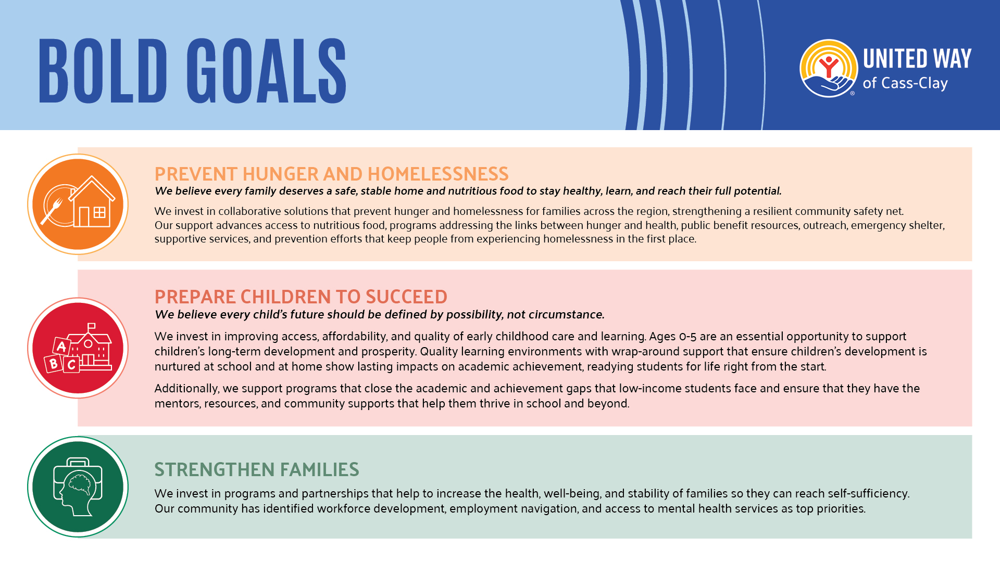 BOLD GOALS
UNITED WAY
of Cass-Clay
®
PREVENT HUNGER AND HOMELESSNESS
We believe every family deserves a safe, stable home and nutritious food to stay healthy, learn, and reach their full potential.
We invest in collaborative solutions that prevent hunger and homelessness for families across the region, strengthening a resilient community safety net.
Our support advances access to nutritious food, programs addressing the links between hunger and health, public benefit resources, outreach, emergency shelter,
supportive services, and prevention efforts that keep people from experiencing homelessness in the first place.
A
B C
PREPARE CHILDREN TO SUCCEED
We believe every child’s future should be defined by possibility, not circumstance.
We invest in improving access, affordability, and quality of early childhood care and learning. Ages 0-5 are an essential opportunity to support
children’s long-term development and prosperity. Quality learning environments with wrap-around support that ensure children’s development is
nurtured at school and at home show lasting impacts on academic achievement, readying students for life right from the start.
Additionally, we support programs that close the academic and achievement gaps that low-income students face and ensure that they have the
mentors, resources, and community supports that help them thrive in school and beyond.
STRENGTHEN FAMILIES
We invest in programs and partnerships that help to increase the health, well-being, and stability of families so they can reach self-sufficiency.
Our community has identified workforce development, employment navigation, and access to mental health services as top priorities.